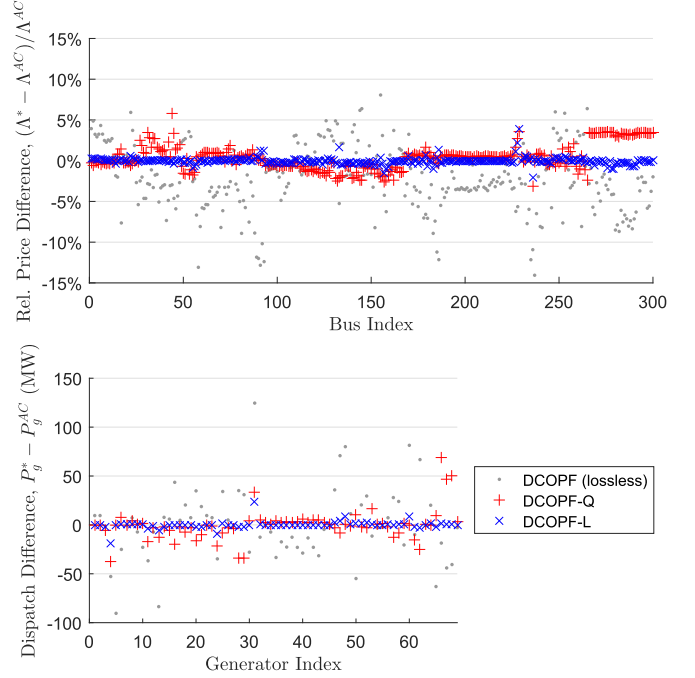 Rel. Price Difference, (Λ* − Λ^{AC})/Λ^{AC}
15%
10%
5%
0%
-5%
-10%
-15%
0 50 100 150 200 250 300
Bus Index
Dispatch Difference, P_g^* − P_g^{AC} (MW)
150
100
50
0
-50
-100
0 10 20 30 40 50 60
Generator Index
DCOPF (lossless)
DCOPF-Q
DCOPF-L